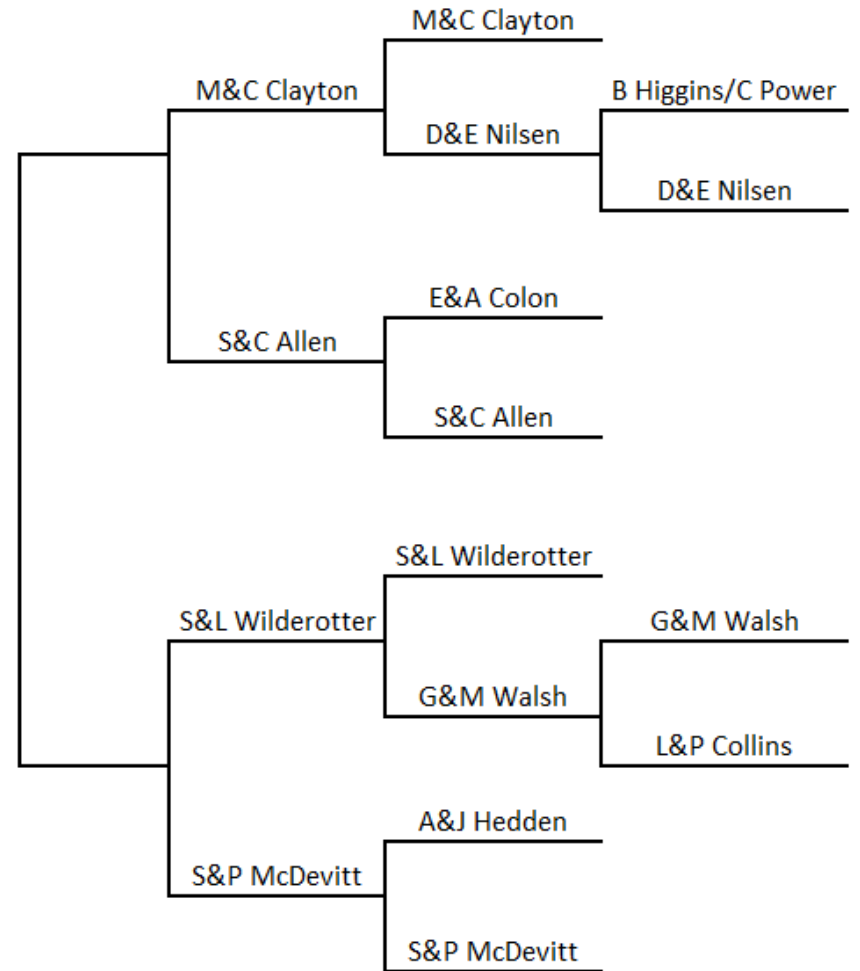 M&C Clayton
M&C Clayton
B Higgins/C Power
D&E Nilsen
D&E Nilsen
E&A Colon
S&C Allen
S&C Allen
S&L Wilderotter
S&L Wilderotter
G&M Walsh
G&M Walsh
L&P Collins
A&J Hedden
S&P McDevitt
S&P McDevitt